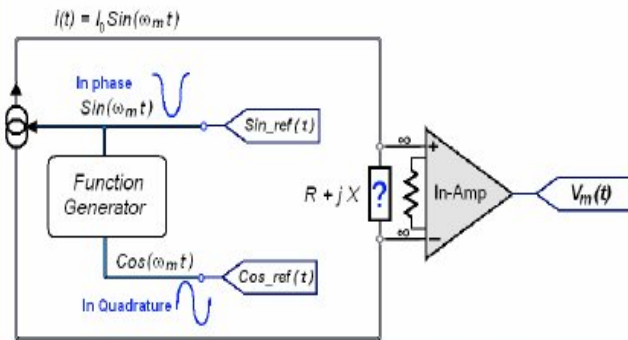 I(t) = I₀ Sin(ωₘt)
In phase
Sin(ωₘt)
Sin_ref(t)
Function
Generator
Cos(ωₘt)
Cos_ref(t)
In Quadrature
R + j X
?
∞
+
In-Amp
∞
−
Vₘ(t)